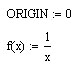 ORIGIN := 0
f(x) := 1/x